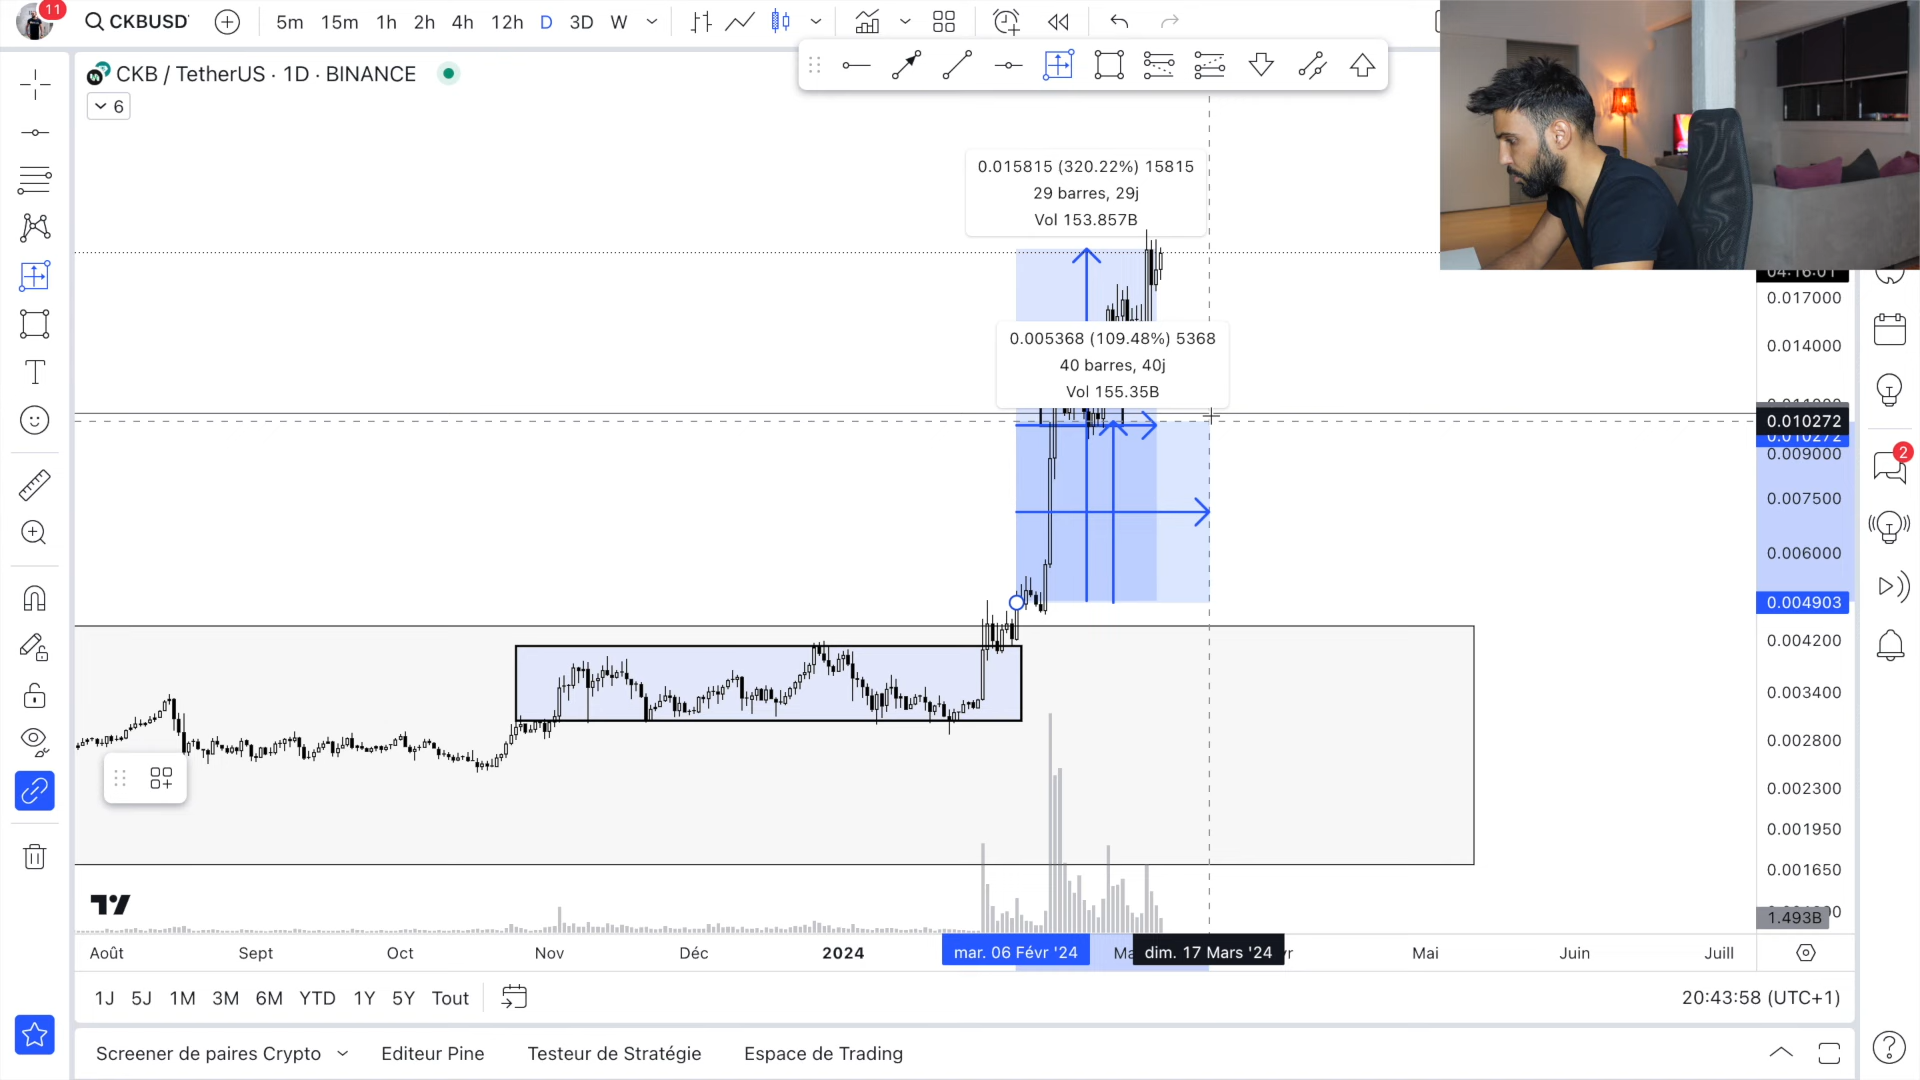 11
CKBUSD
5m 15m 1h 2h 4h 12h D 3D W
CKB / TetherUS · 1D · BINANCE
6
0.015815 (320.22%) 15815
29 barres, 29j
Vol 153.857B
0.005368 (109.48%) 5368
40 barres, 40j
Vol 155.35B
04:16:01
0.017000
0.014000
0.010272
0.010272
0.009000
2
0.007500
0.006000
0.004903
0.004200
0.003400
0.002800
0.002300
0.001950
0.001650
1.493B
Août Sept Oct Nov Déc 2024 mar. 06 Févr '24 dim. 17 Mars '24 Mai Juin Juill
1J 5J 1M 3M 6M YTD 1Y 5Y Tout
20:43:58 (UTC+1)
Screener de paires Crypto Editeur Pine Testeur de Stratégie Espace de Trading